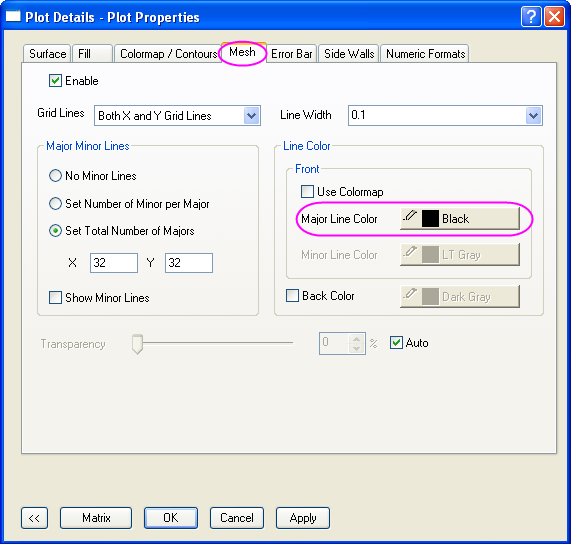 Plot Details - Plot Properties
Surface Fill Colormap / Contours Mesh Error Bar Side Walls Numeric Formats
Enable
Grid Lines Both X and Y Grid Lines Line Width 0.1
Major Minor Lines
No Minor Lines
Set Number of Minor per Major
Set Total Number of Majors
X 32 Y 32
Show Minor Lines
Line Color
Front
Use Colormap
Major Line Color Black
Minor Line Color LT Gray
Back Color Dark Gray
Transparency 0 % Auto
<< Matrix OK Cancel Apply